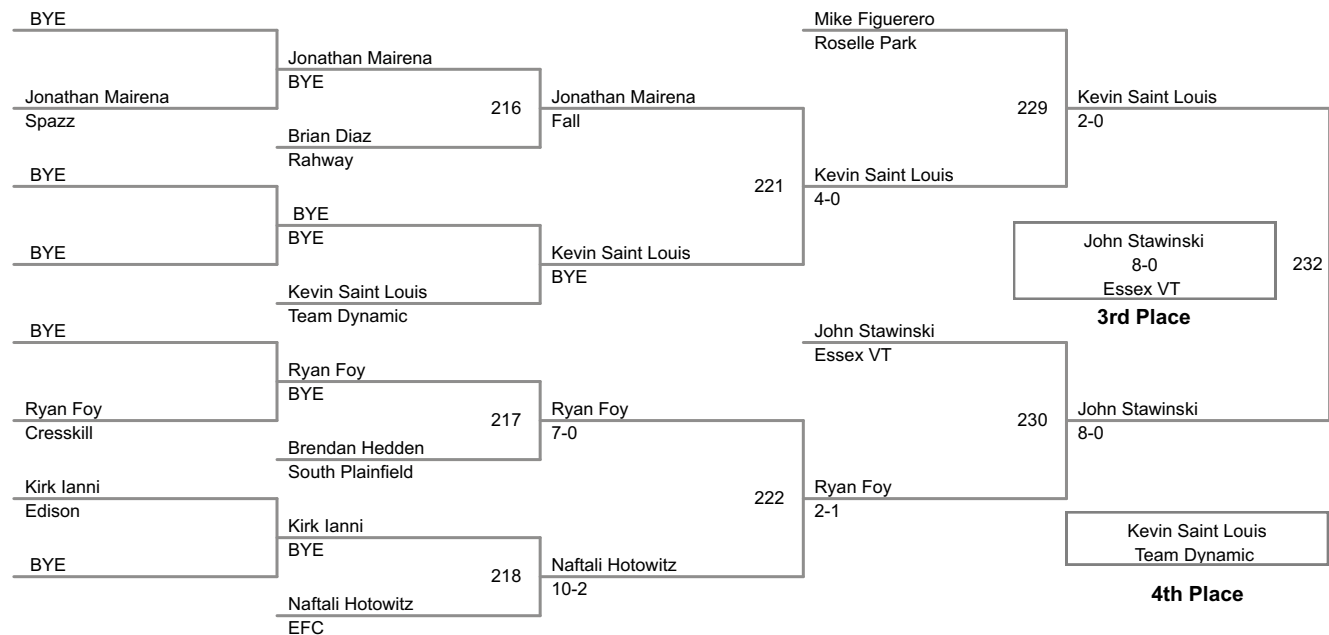 BYE
Jonathan Mairena
Spazz
BYE
BYE
BYE
Ryan Foy
Cresskill
Kirk Ianni
Edison
BYE
Jonathan Mairena
BYE
216
Brian Diaz
Rahway
BYE
BYE
Kevin Saint Louis
Team Dynamic
Ryan Foy
BYE
217
Brendan Hedden
South Plainfield
Kirk Ianni
BYE
218
Naftali Hotowitz
EFC
Jonathan Mairena
Fall
221
Kevin Saint Louis
BYE
Ryan Foy
7-0
222
Naftali Hotowitz
10-2
Mike Figuerero
Roselle Park
229
Kevin Saint Louis
4-0
John Stawinski
Essex VT
230
Ryan Foy
2-1
Kevin Saint Louis
2-0
John Stawinski
8-0
Essex VT
232
3rd Place
John Stawinski
8-0
Kevin Saint Louis
Team Dynamic
4th Place